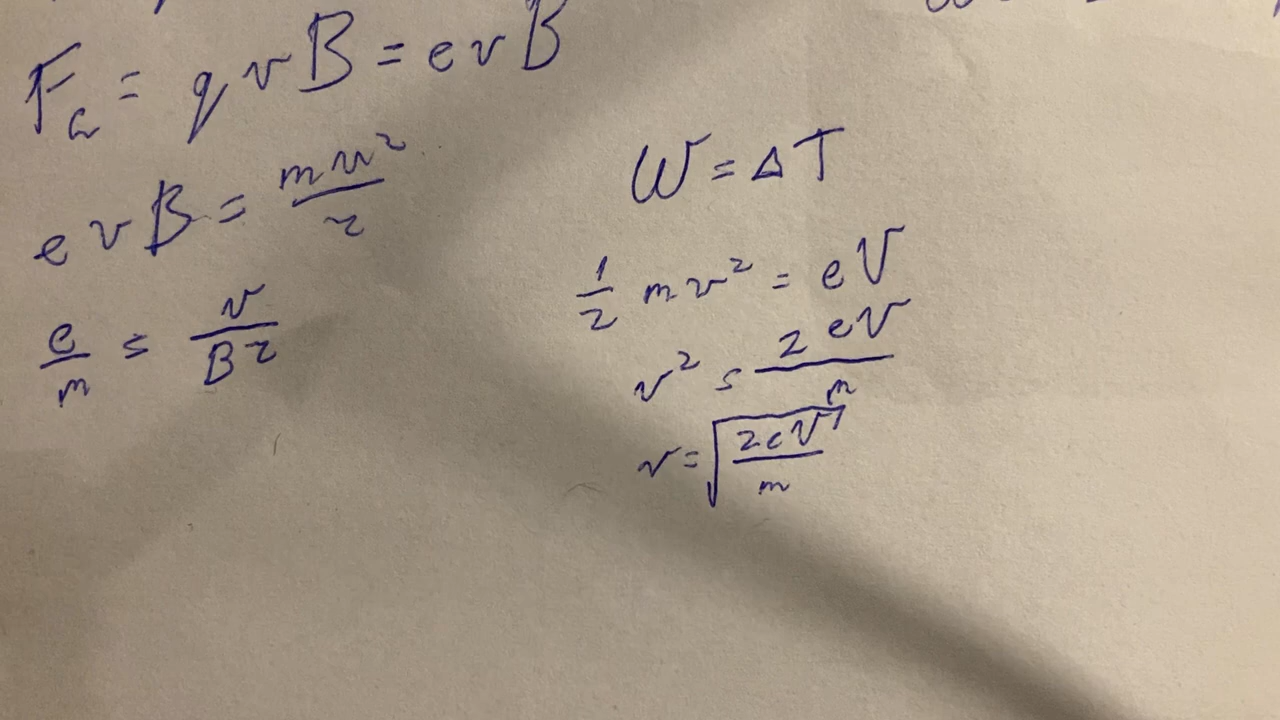 F_c = qvB = evB
evB = mv²/r
e/m = v/Br
W = ΔT
1/2 mv² = eV
v² = 2eV/m
v = √(2eV/m)